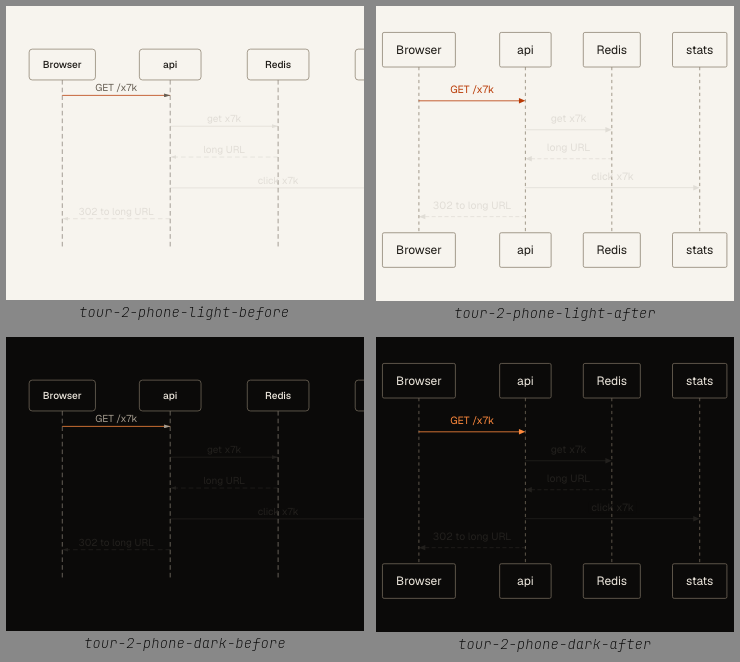 Browser api Redis
GET /x7k
get x7k
long URL
click x7k
302 to long URL
tour-2-phone-light-before
Browser api Redis stats
GET /x7k
get x7k
long URL
click x7k
302 to long URL
Browser api Redis stats
tour-2-phone-light-after
Browser api Redis
GET /x7k
get x7k
long URL
click x7k
302 to long URL
tour-2-phone-dark-before
Browser api Redis stats
GET /x7k
get x7k
long URL
click x7k
302 to long URL
Browser api Redis stats
tour-2-phone-dark-after